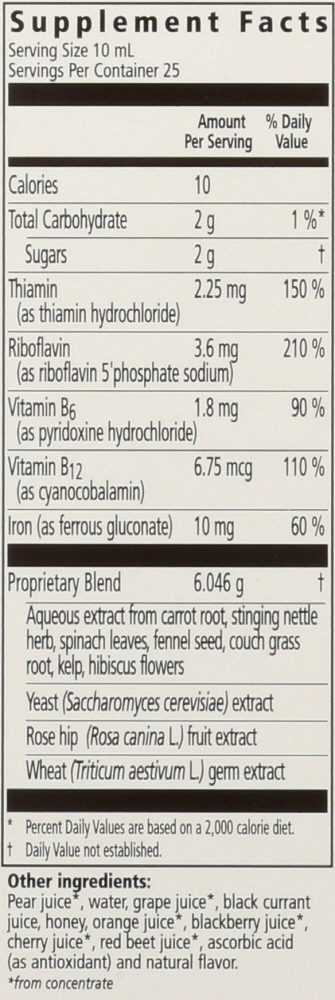 Supplement Facts
Serving Size 10 mL
Servings Per Container 25
Amount Per Serving % Daily Value
Calories 10
Total Carbohydrate 2 g 1 %*
Sugars 2 g †
Thiamin 2.25 mg 150 %
(as thiamin hydrochloride)
Riboflavin 3.6 mg 210 %
(as riboflavin 5'phosphate sodium)
Vitamin B6 1.8 mg 90 %
(as pyridoxine hydrochloride)
Vitamin B12 6.75 mcg 110 %
(as cyanocobalamin)
Iron (as ferrous gluconate) 10 mg 60 %
Proprietary Blend 6.046 g †
Aqueous extract from carrot root, stinging nettle
herb, spinach leaves, fennel seed, couch grass
root, kelp, hibiscus flowers
Yeast (Saccharomyces cerevisiae) extract
Rose hip (Rosa canina L.) fruit extract
Wheat (Triticum aestivum L.) germ extract
* Percent Daily Values are based on a 2,000 calorie diet.
† Daily Value not established.
Other ingredients:
Pear juice*, water, grape juice*, black currant
juice, honey, orange juice*, blackberry juice*,
cherry juice*, red beet juice*, ascorbic acid
(as antioxidant) and natural flavor.
*from concentrate